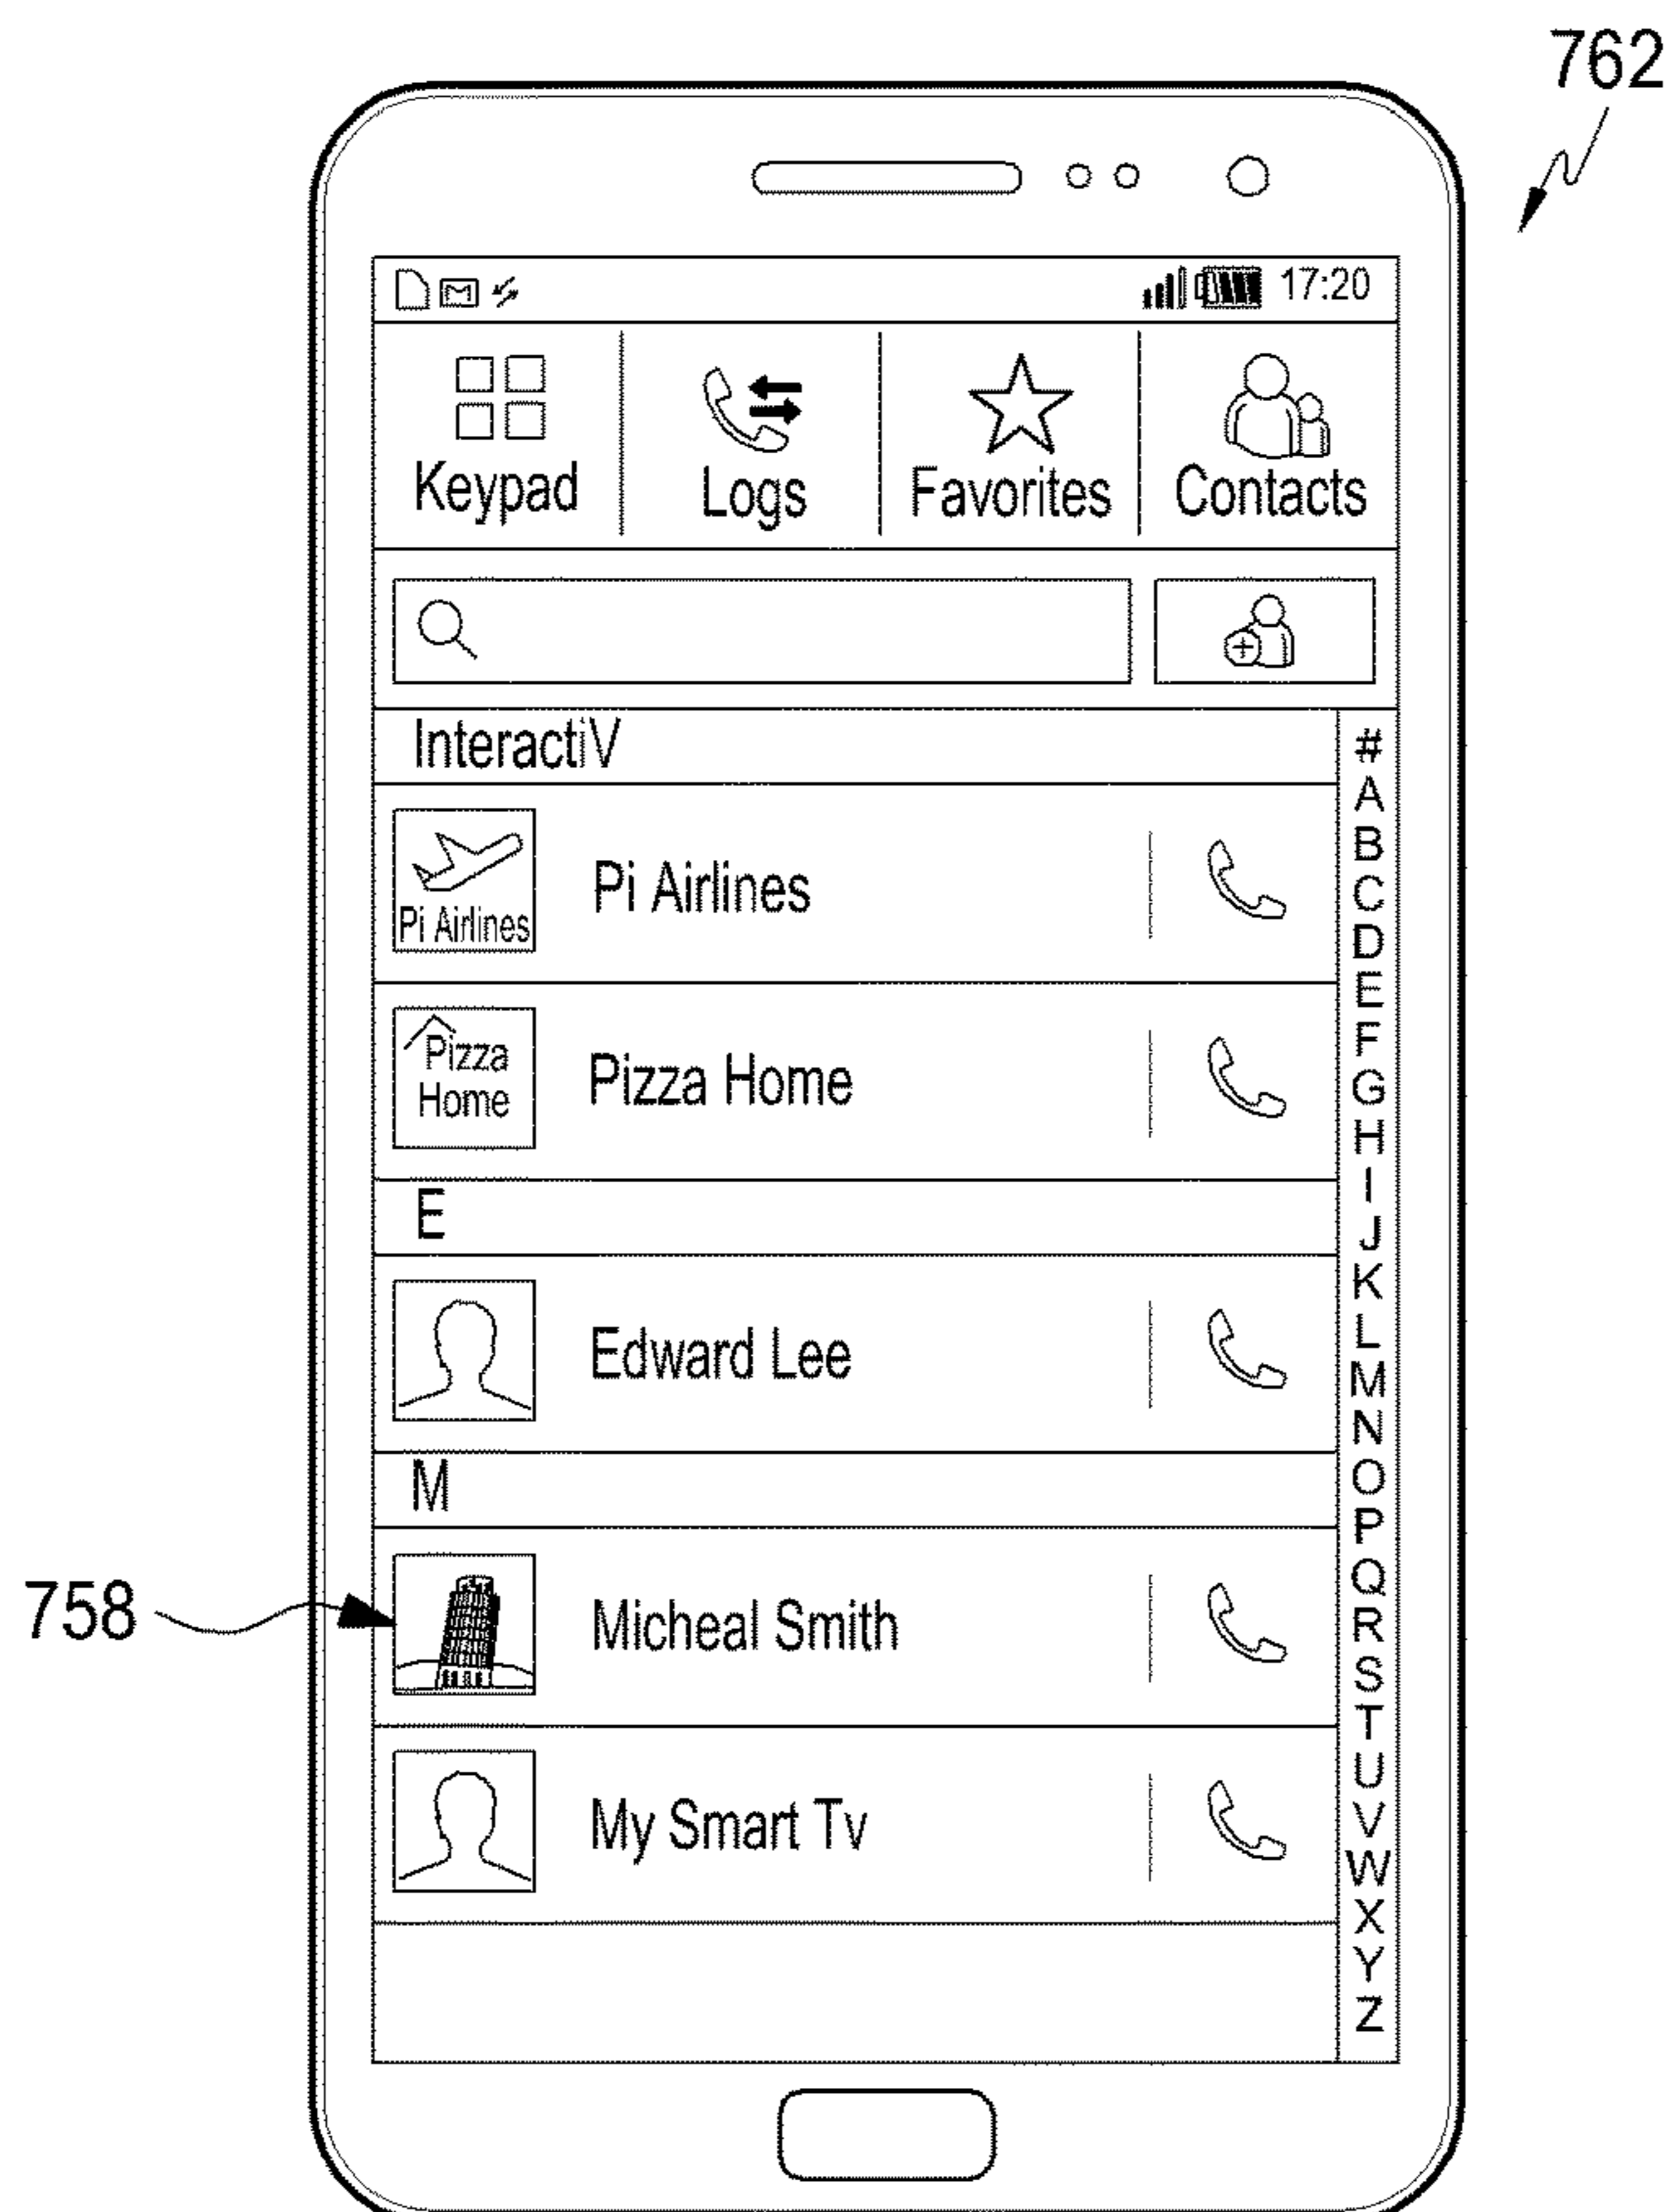 762
17:20
Keypad Logs Favorites Contacts
InteractiV
Pi Airlines
Pi Airlines
Pizza
Home
Pizza Home
E
Edward Lee
M
758
Micheal Smith
My Smart Tv
#
A
B
C
D
E
F
G
H
I
J
K
L
M
N
O
P
Q
R
S
T
U
V
W
X
Y
Z